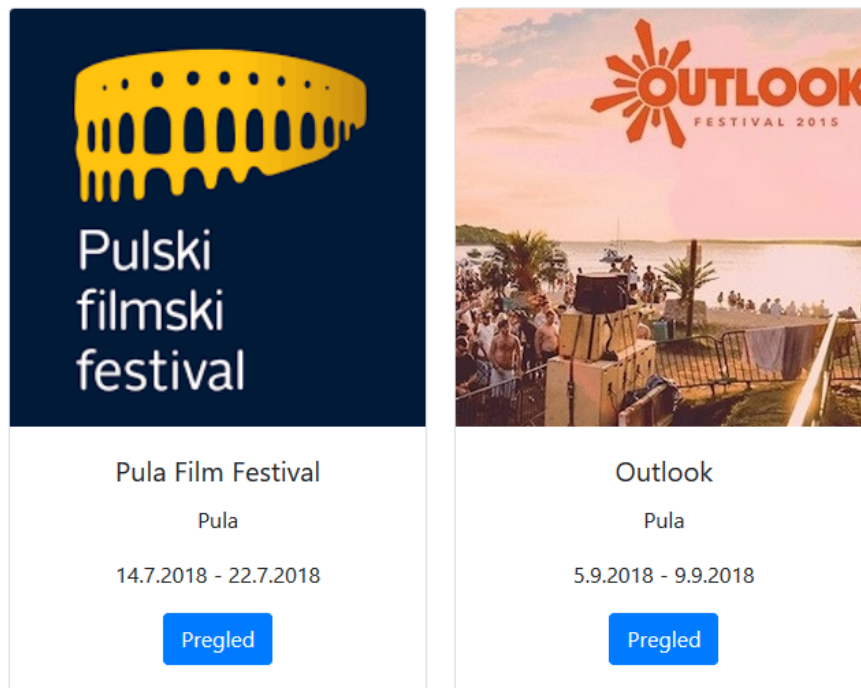 Pulski
filmski
festival
Pula Film Festival
Pula
14.7.2018 - 22.7.2018
Pregled
OUTLOOK
FESTIVAL 2015
Outlook
Pula
5.9.2018 - 9.9.2018
Pregled